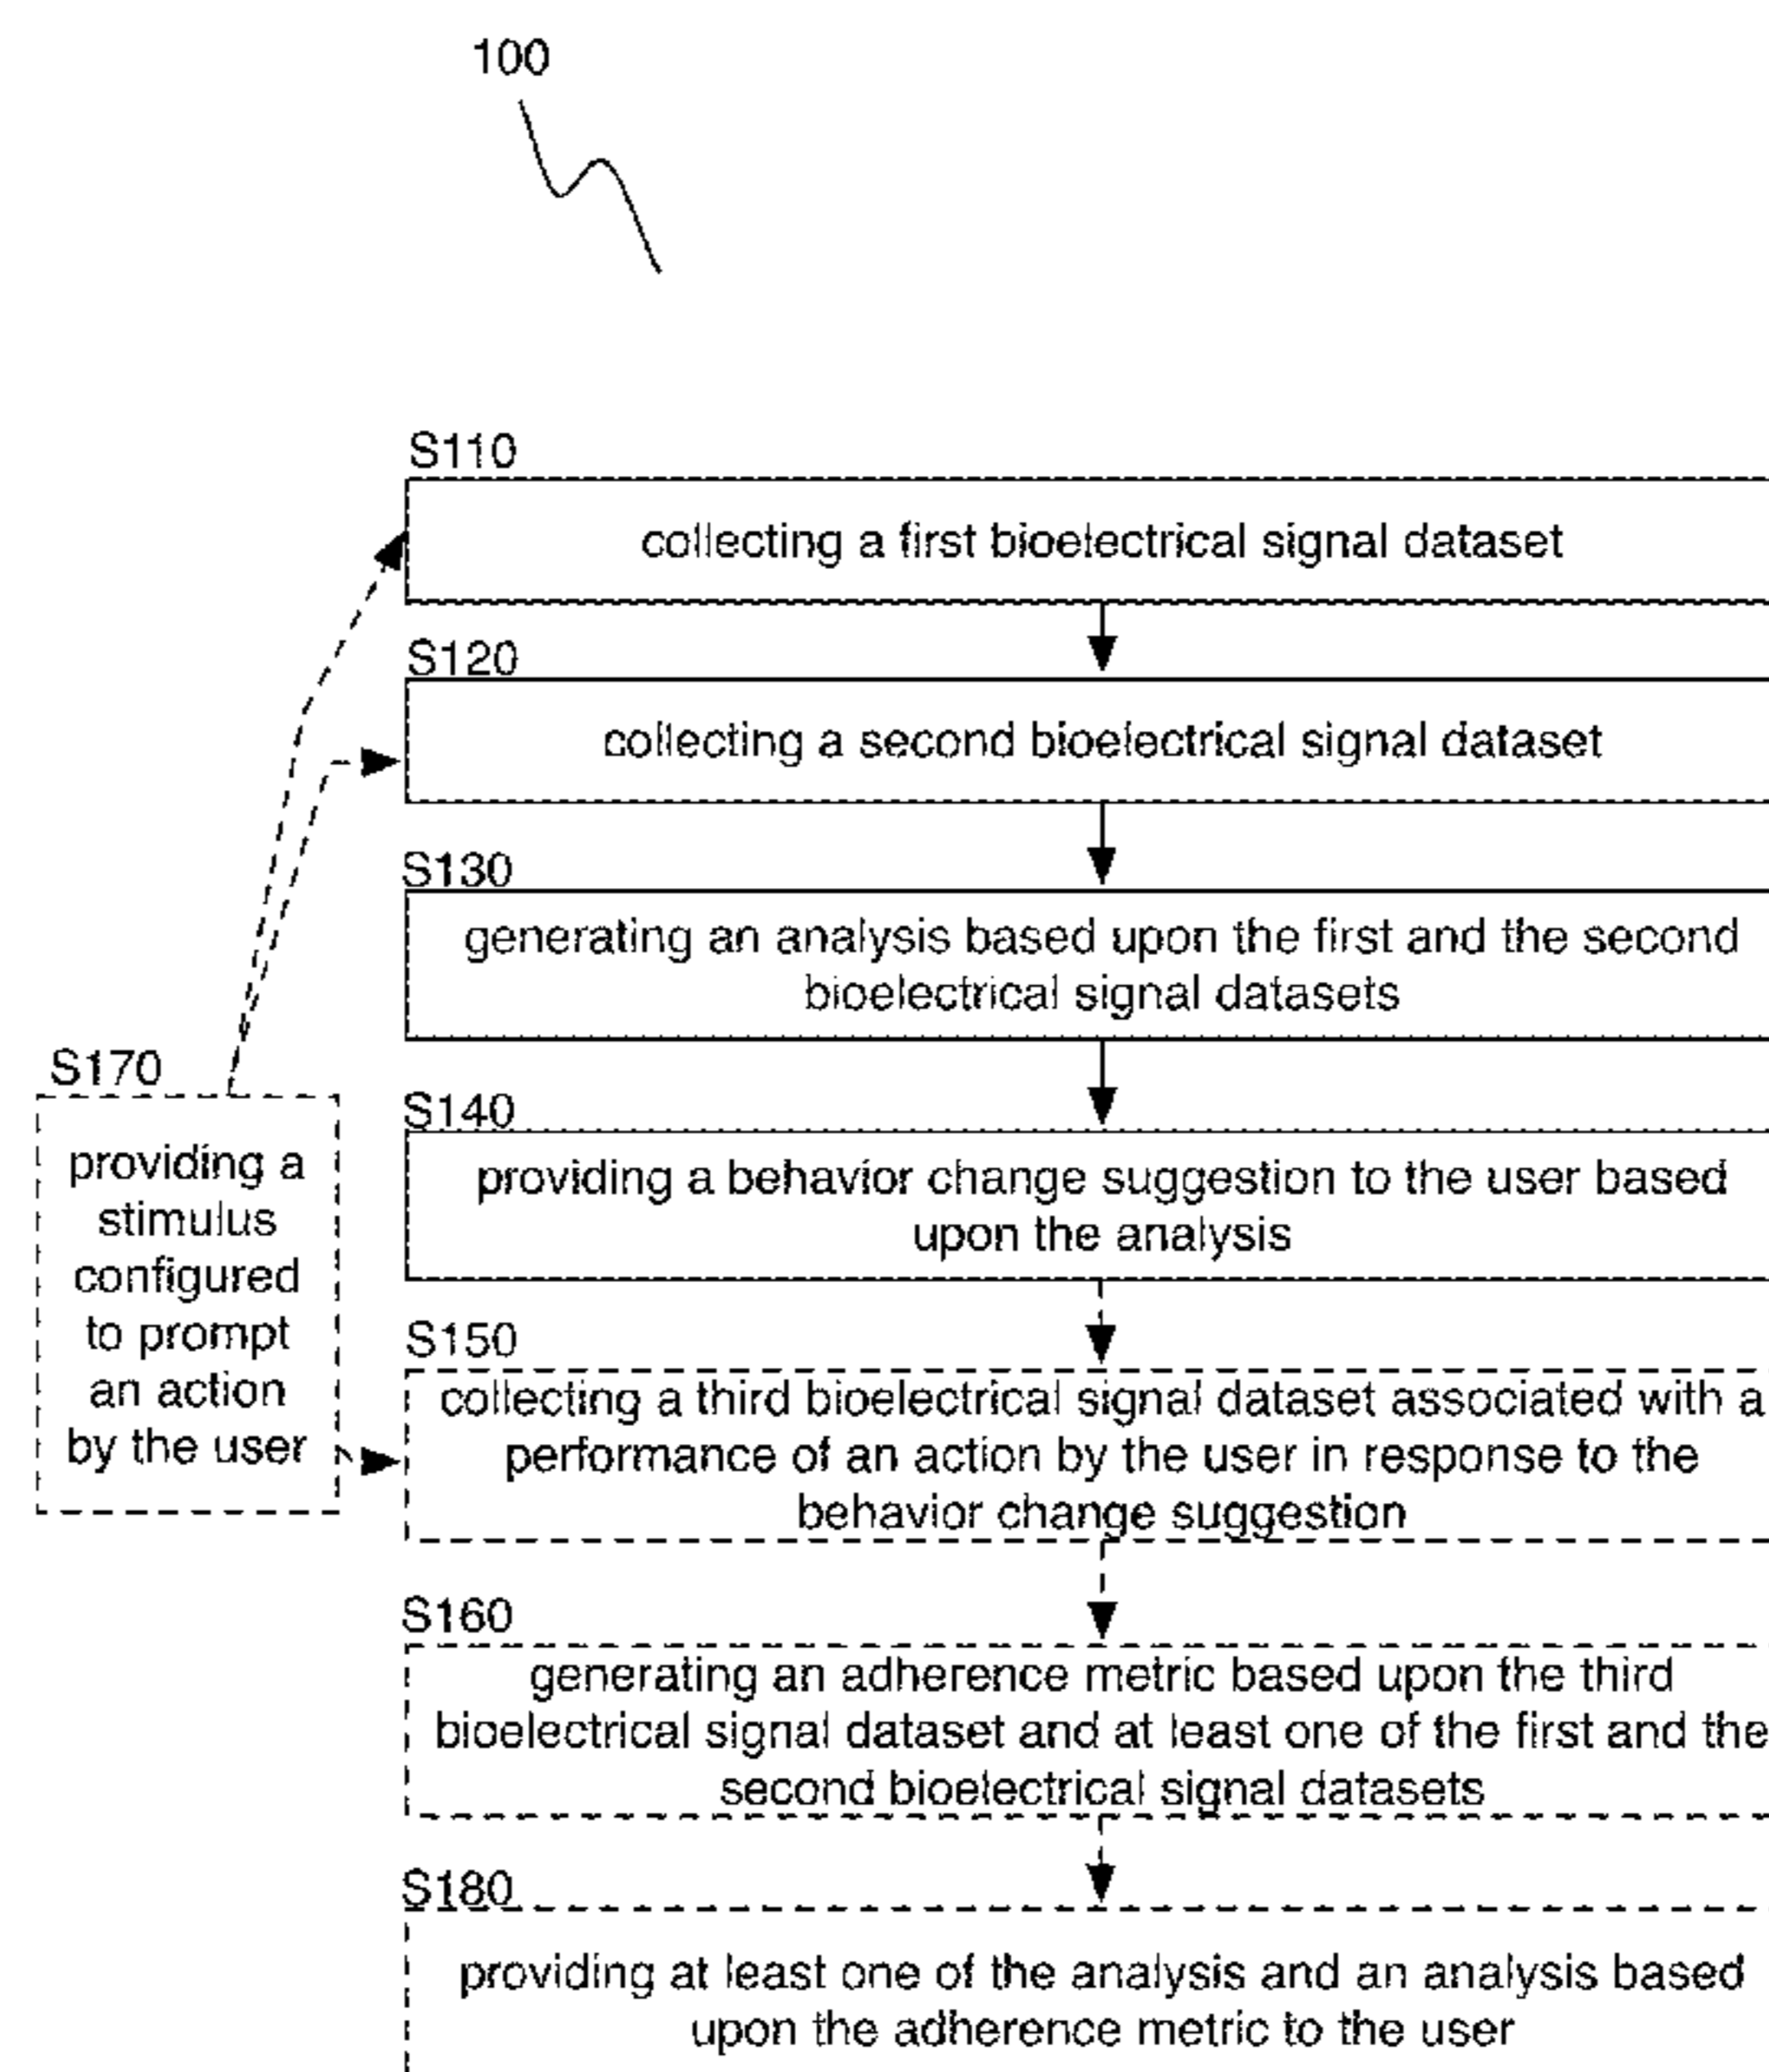 100
S110
collecting a first bioelectrical signal dataset
S120
collecting a second bioelectrical signal dataset
S130
generating an analysis based upon the first and the second
bioelectrical signal datasets
S140
providing a behavior change suggestion to the user based
upon the analysis
S170
providing a
stimulus
configured
to prompt
an action
by the user
S150
collecting a third bioelectrical signal dataset associated with a
performance of an action by the user in response to the
behavior change suggestion
S160
generating an adherence metric based upon the third
bioelectrical signal dataset and at least one of the first and the
second bioelectrical signal datasets
S180
providing at least one of the analysis and an analysis based
upon the adherence metric to the user